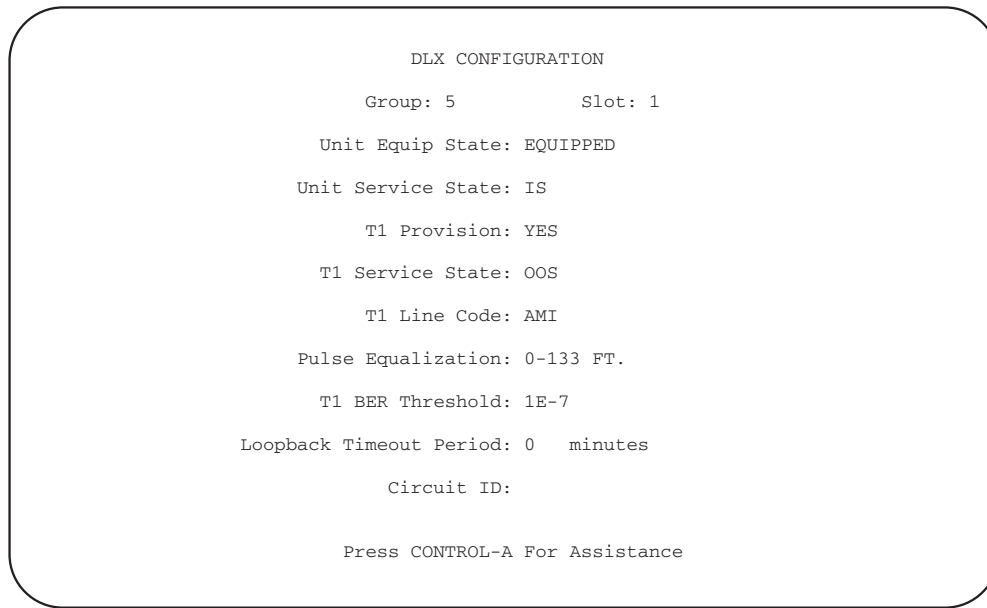 DLX CONFIGURATION
Group: 5 Slot: 1
Unit Equip State: EQUIPPED
Unit Service State: IS
T1 Provision: YES
T1 Service State: OOS
T1 Line Code: AMI
Pulse Equalization: 0-133 FT.
T1 BER Threshold: 1E-7
Loopback Timeout Period: 0 minutes
Circuit ID:
Press CONTROL-A For Assistance